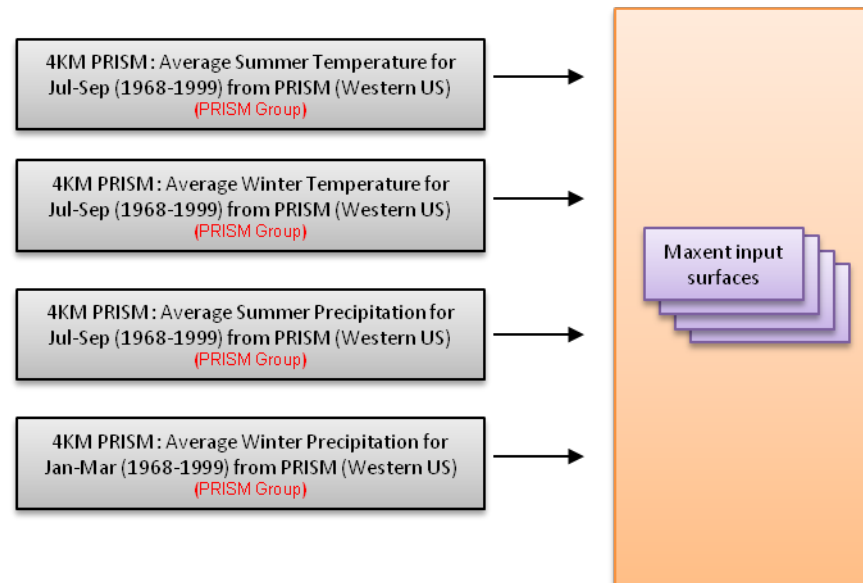 4KM PRISM: Average Summer Temperature for
Jul-Sep (1968-1999) from PRISM (Western US)
(PRISM Group)
4KM PRISM: Average Winter Temperature for
Jul-Sep (1968-1999) from PRISM (Western US)
(PRISM Group)
4KM PRISM: Average Summer Precipitation for
Jul-Sep (1968-1999) from PRISM (Western US)
(PRISM Group)
4KM PRISM: Average Winter Precipitation for
Jan-Mar (1968-1999) from PRISM (Western US)
(PRISM Group)
Maxent input
surfaces